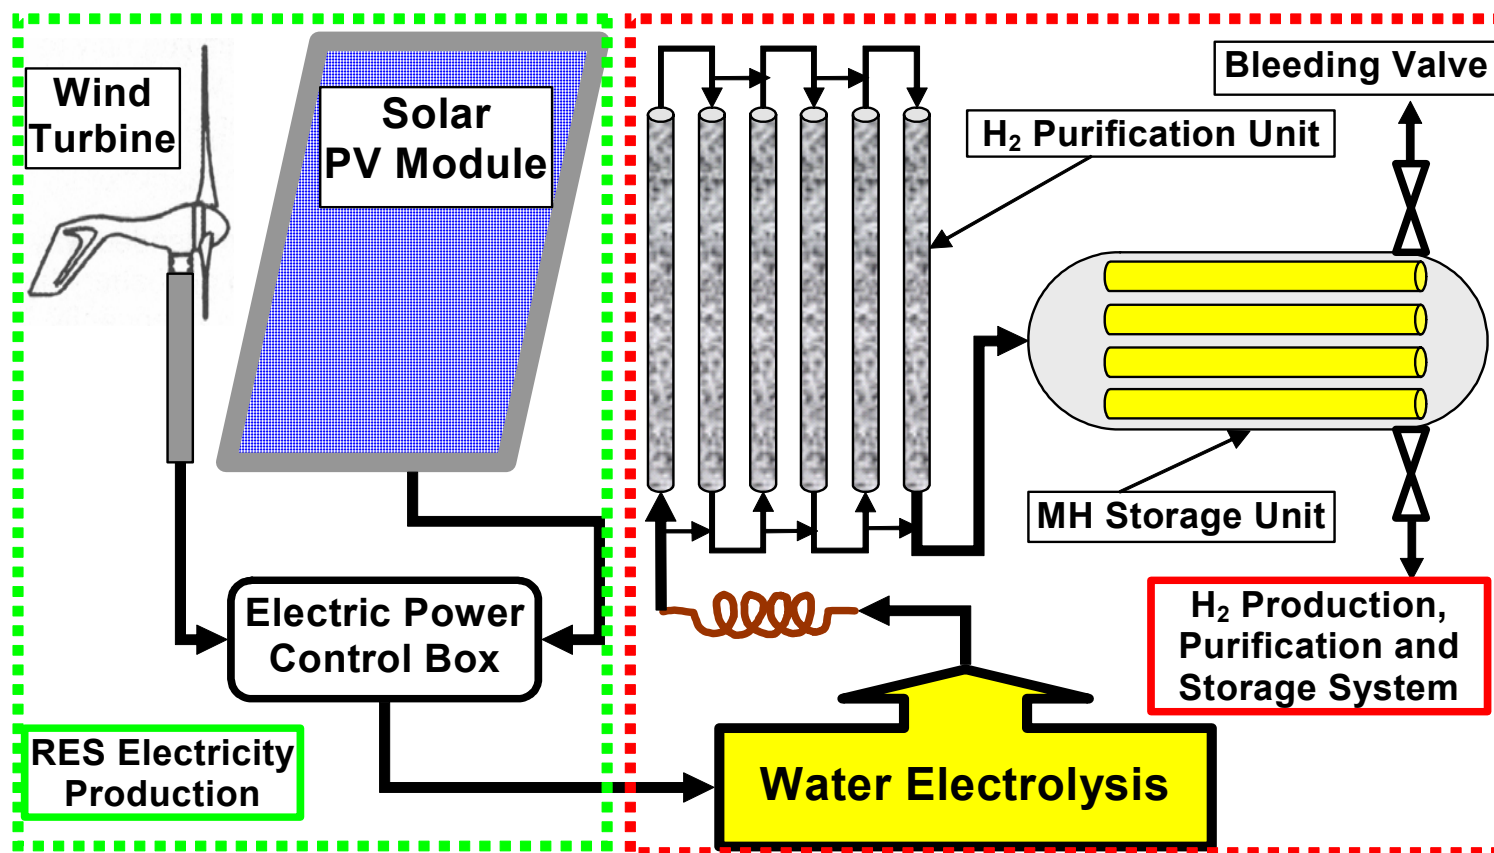 Wind
Turbine
Solar
PV Module
Bleeding Valve
H₂ Purification Unit
MH Storage Unit
Electric Power
Control Box
H₂ Production,
Purification and
Storage System
RES Electricity
Production
Water Electrolysis